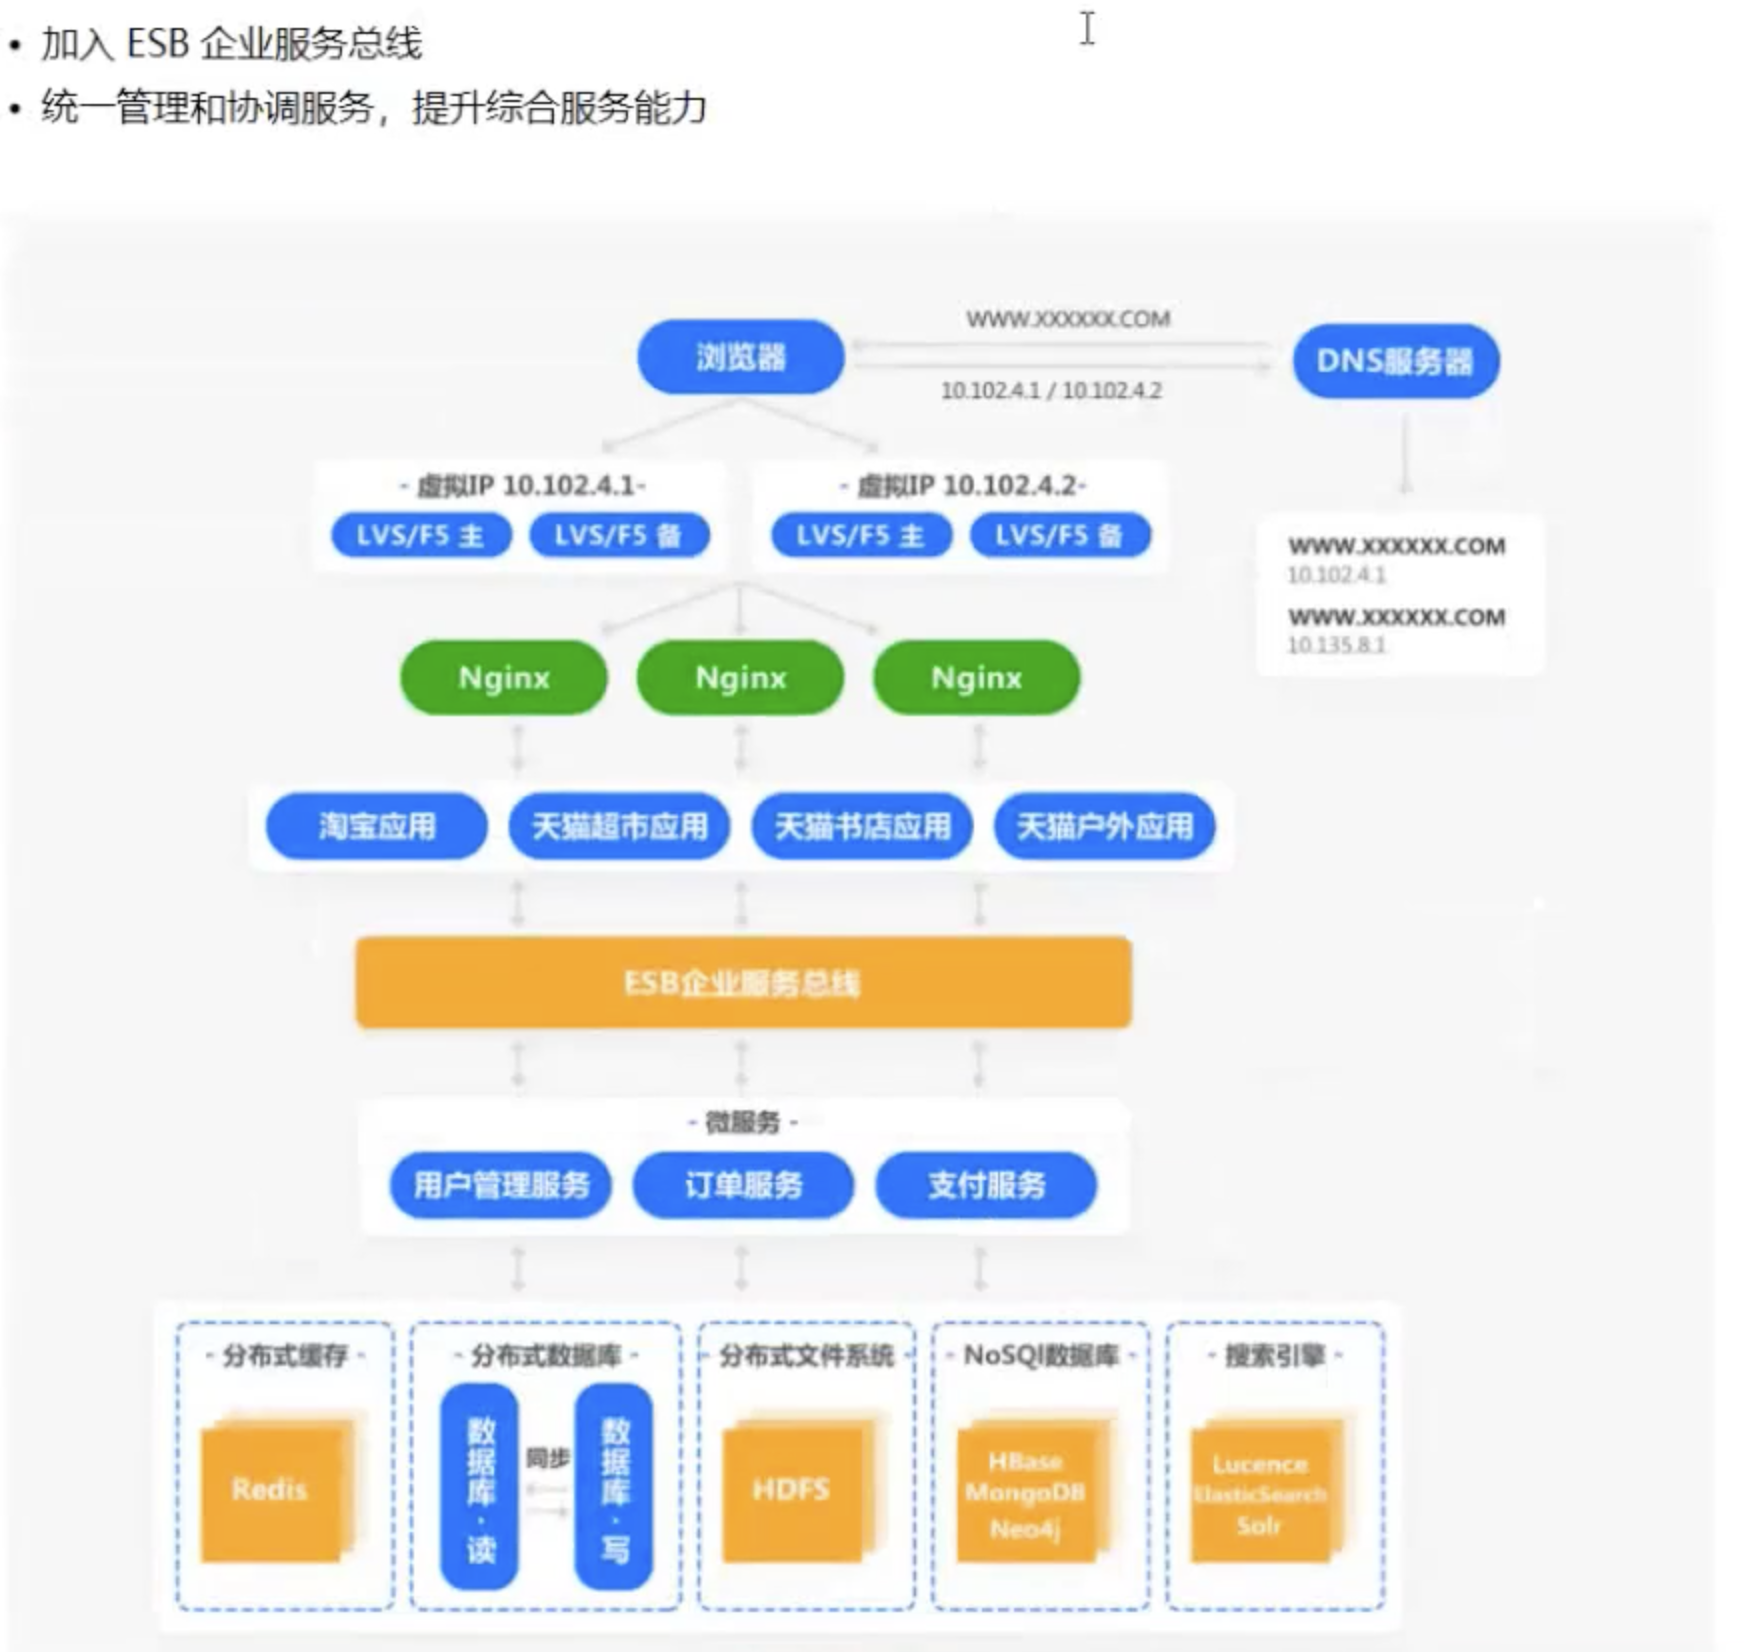 • 加入 ESB 企业服务总线
• 统一管理和协调服务，提升综合服务能力
WWW.XXXXXX.COM
浏览器
DNS服务器
10.102.4.1 / 10.102.4.2
- 虚拟IP 10.102.4.1-
- 虚拟IP 10.102.4.2-
LVS/F5 主
LVS/F5 备
LVS/F5 主
LVS/F5 备
WWW.XXXXXX.COM
10.102.4.1
WWW.XXXXXX.COM
10.135.8.1
Nginx
Nginx
Nginx
淘宝应用
天猫超市应用
天猫书店应用
天猫户外应用
ESB企业服务总线
- 微服务 -
用户管理服务
订单服务
支付服务
- 分布式缓存 -
- 分布式数据库 -
- 分布式文件系统 -
- NoSQl数据库 -
- 搜索引擎 -
Redis
数据库·读
同步
数据库·写
HDFS
HBase
MongoDB
Neo4j
Lucence
ElasticSearch
Solr